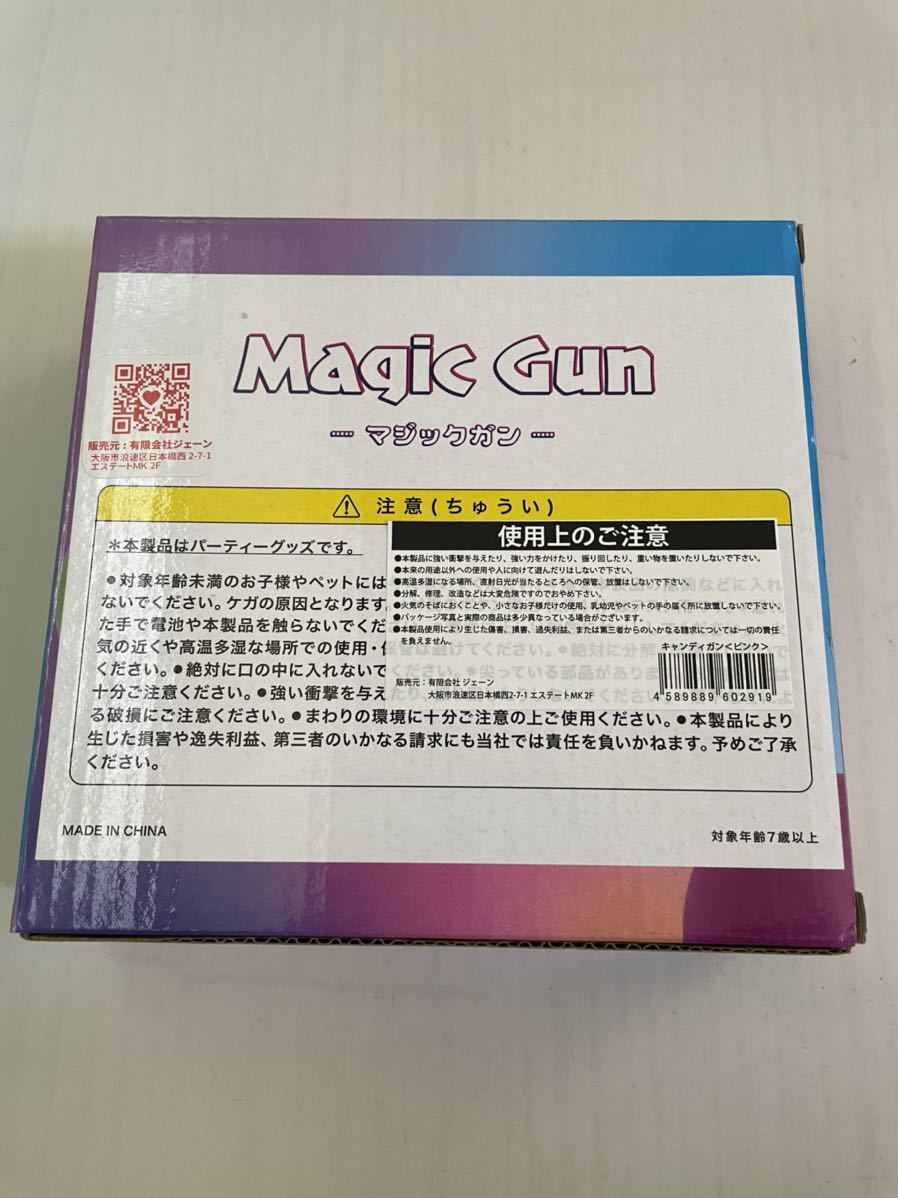 Magic Gun
マジックガン
販売元：有限会社ジェーン
大阪市浪速区日本橋西 2-7-1
エステートMK 2F
注意(ちゅうい)
＊本製品はパーティーグッズです。
●対象年齢未満のお子様やペットには
ないでください。ケガの原因となります。
た手で電池や本製品を触らないでくだ
気の近くや高温多湿な場所での使用・保管は避けてください。
ください。●絶対に口の中に入れないで
十分ご注意ください。●強い衝撃を与え
る破損にご注意ください。●まわりの環境に十分ご注意の上ご使用ください。●本製品により
生じた損害や逸失利益、第三者のいかなる請求にも当社では責任を負いかねます。予めご了承
ください。
使用上のご注意
●本製品に強い衝撃を与えたり、強い力をかけたり、振り回したり、重い物を置いたりしないで下さい。
●本来の用途以外への使用や人に向けて遊んだりはしないで下さい。
●高温多湿になる場所、直射日光が当たるところへの保管、放置はしないで下さい。
●分解、修理、改造などは大変危険ですのでおやめ下さい。
●火気のそばにおくことや、小さなお子様だけの使用、乳幼児やペットの手の届く所に放置しないで下さい。
●パッケージ写真と実際の商品は多少異なっている場合がございます。
●本製品使用により生じた傷害、損害、過失利益、または第三者からのいかなる請求については一切の責任
を負えません。
キャンディガン<ピンク>
販売元：有限会社 ジェーン
大阪市浪速区日本橋西2-7-1 エステートMK 2F
4 589889 602919
MADE IN CHINA
対象年齢7歳以上